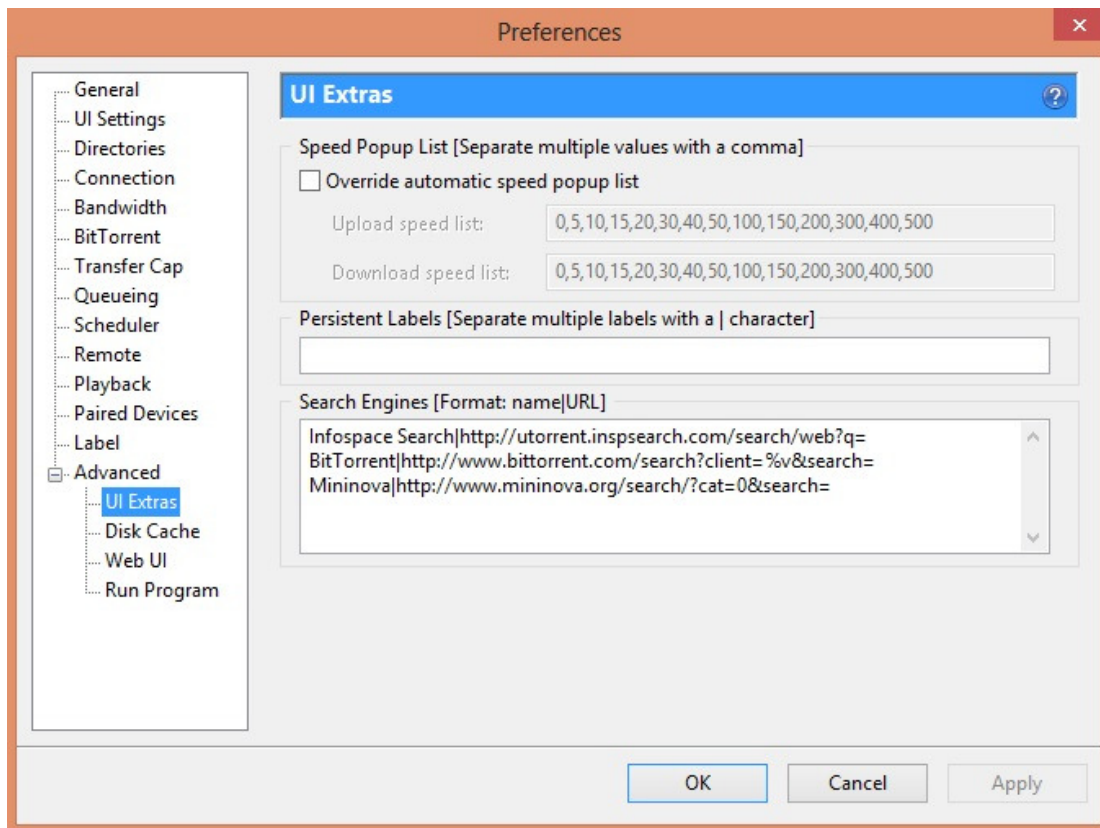 Preferences
General
UI Settings
Directories
Connection
Bandwidth
BitTorrent
Transfer Cap
Queueing
Scheduler
Remote
Playback
Paired Devices
Label
Advanced
UI Extras
Disk Cache
Web UI
Run Program
UI Extras
?
Speed Popup List [Separate multiple values with a comma]
Override automatic speed popup list
Upload speed list: 0,5,10,15,20,30,40,50,100,150,200,300,400,500
Download speed list: 0,5,10,15,20,30,40,50,100,150,200,300,400,500
Persistent Labels [Separate multiple labels with a | character]
Search Engines [Format: name|URL]
Infospace Search|http://utorrent.inspsearch.com/search/web?q=
BitTorrent|http://www.bittorrent.com/search?client=%v&search=
Mininova|http://www.mininova.org/search/?cat=0&search=
OK Cancel Apply